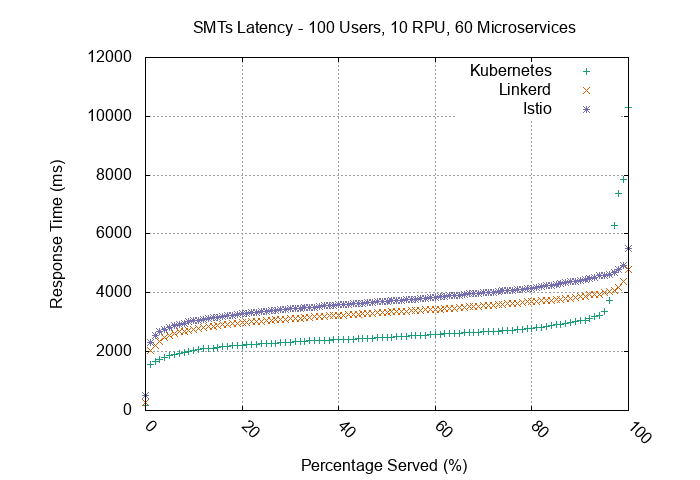 SMTs Latency - 100 Users, 10 RPU, 60 Microservices
12000
10000
8000
6000
4000
2000
0
Response Time (ms)
Kubernetes
Linkerd
Istio
0 20 40 60 80 100
Percentage Served (%)